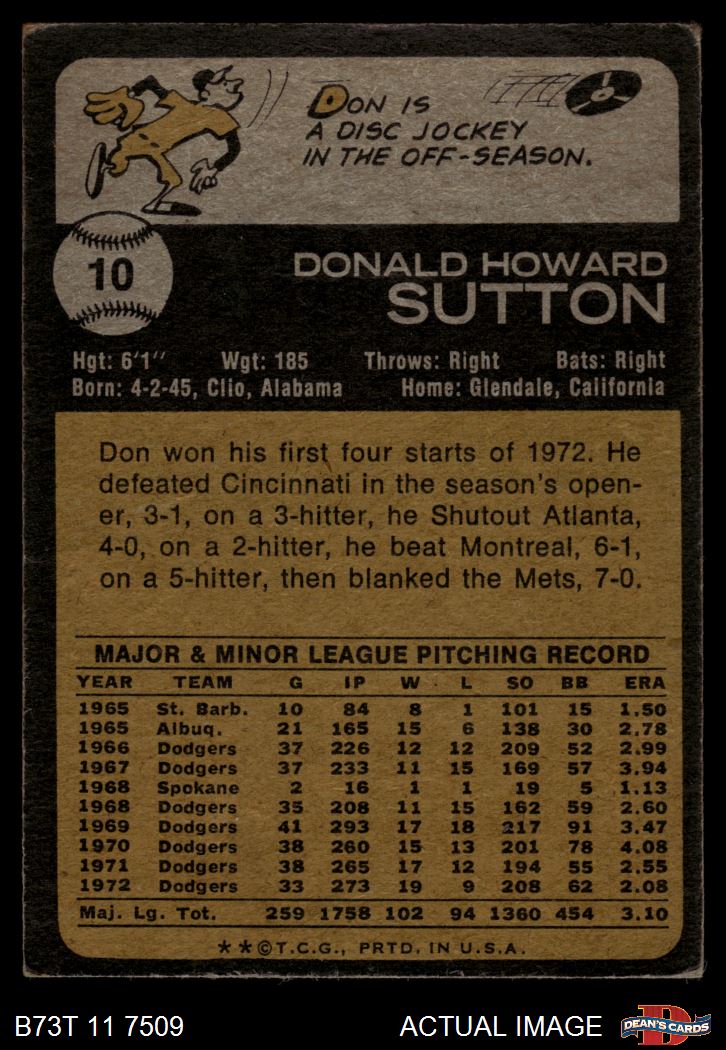 DON IS
A DISC JOCKEY
IN THE OFF-SEASON.
10
DONALD HOWARD
SUTTON
Hgt: 6'1'' Wgt: 185 Throws: Right Bats: Right
Born: 4-2-45, Clio, Alabama Home: Glendale, California
Don won his first four starts of 1972. He
defeated Cincinnati in the season's open-
er, 3-1, on a 3-hitter, he Shutout Atlanta,
4-0, on a 2-hitter, he beat Montreal, 6-1,
on a 5-hitter, then blanked the Mets, 7-0.
MAJOR & MINOR LEAGUE PITCHING RECORD
YEAR TEAM G IP W L SO BB ERA
1965 St. Barb. 10 84 8 1 101 15 1.50
1965 Albuq. 21 165 15 6 138 30 2.78
1966 Dodgers 37 226 12 12 209 52 2.99
1967 Dodgers 37 233 11 15 169 57 3.94
1968 Spokane 2 16 1 1 19 5 1.13
1968 Dodgers 35 208 11 15 162 59 2.60
1969 Dodgers 41 293 17 18 217 91 3.47
1970 Dodgers 38 260 15 13 201 78 4.08
1971 Dodgers 38 265 17 12 194 55 2.55
1972 Dodgers 33 273 19 9 208 62 2.08
Maj. Lg. Tot. 259 1758 102 94 1360 454 3.10
**©T.C.G., PRTD. IN U.S.A.
B73T 11 7509 ACTUAL IMAGE
DEAN'S CARDS